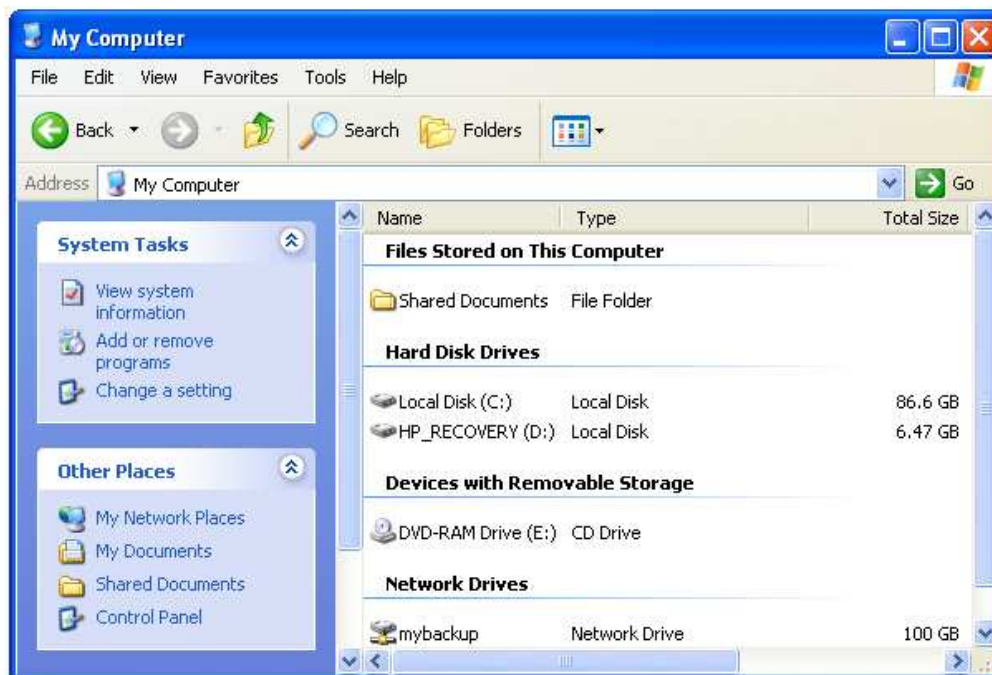 My Computer
File Edit View Favorites Tools Help
Back Search Folders
Address My Computer Go
System Tasks
View system
information
Add or remove
programs
Change a setting
Other Places
My Network Places
My Documents
Shared Documents
Control Panel
Name Type Total Size
Files Stored on This Computer
Shared Documents File Folder
Hard Disk Drives
Local Disk (C:) Local Disk 86.6 GB
HP_RECOVERY (D:) Local Disk 6.47 GB
Devices with Removable Storage
DVD-RAM Drive (E:) CD Drive
Network Drives
mybackup Network Drive 100 GB